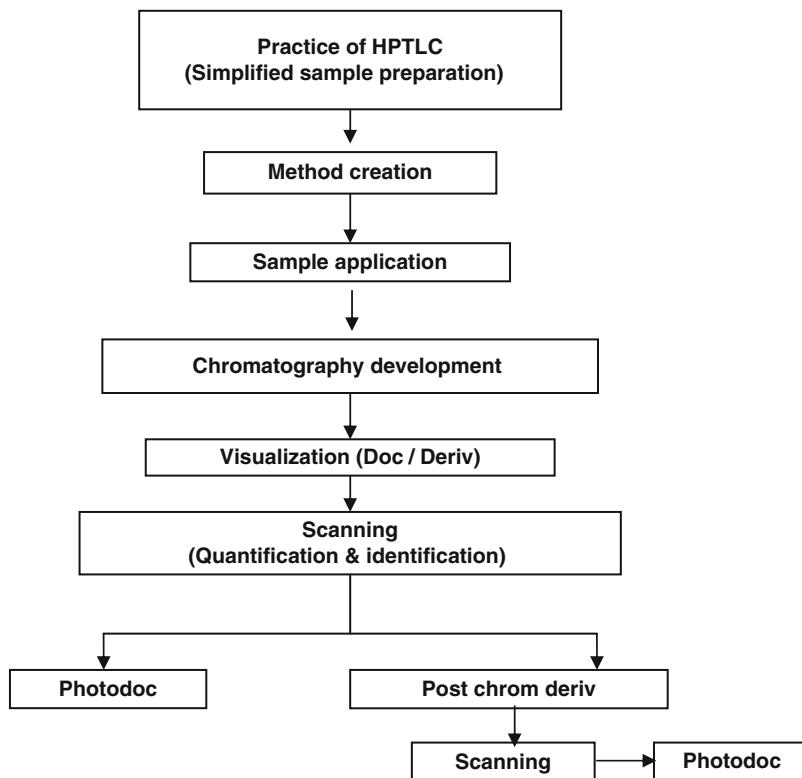 Practice of HPTLC
(Simplified sample preparation)
Method creation
Sample application
Chromatography development
Visualization (Doc / Deriv)
Scanning
(Quantification & identification)
Photodoc
Post chrom deriv
Scanning
Photodoc